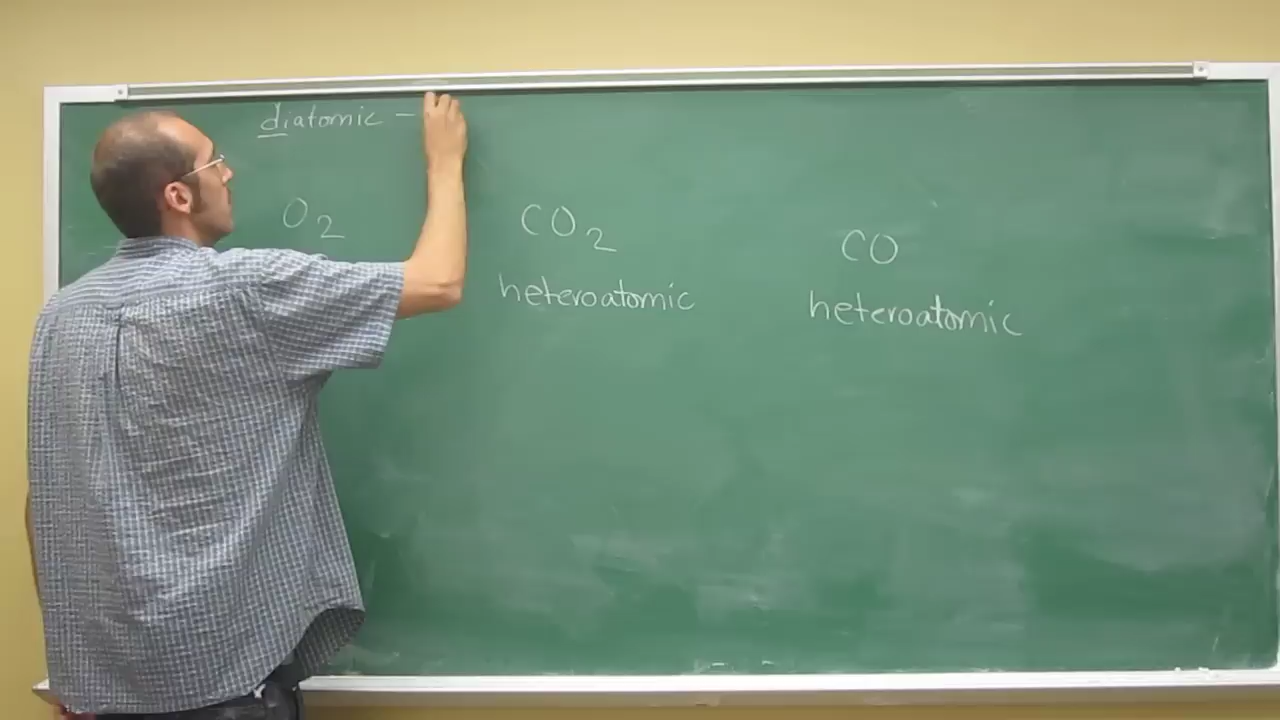 diatomic –
O2
CO2
CO
heteroatomic
heteroatomic